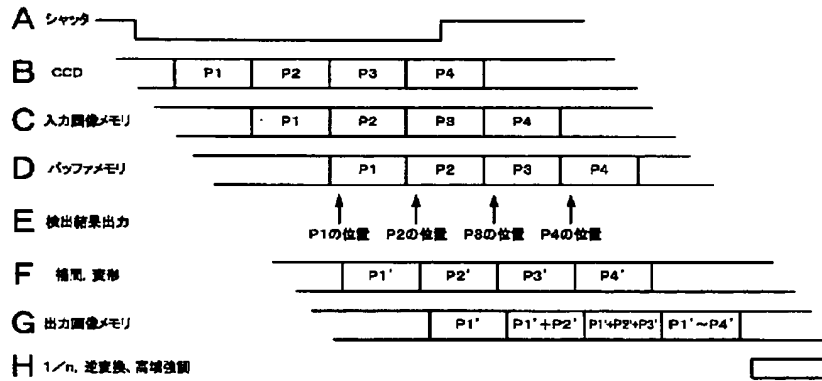 A シャッタ
B CCD P1 P2 P3 P4
C 入力画像メモリ P1 P2 P3 P4
D バッファメモリ P1 P2 P3 P4
E 検出結果出力 P1の位置 P2の位置 P3の位置 P4の位置
F 補間,変形 P1' P2' P3' P4'
G 出力画像メモリ P1' P1'+P2' P1'+P2'+P3' P1'~P4'
H 1/n,逆変換、高域強調